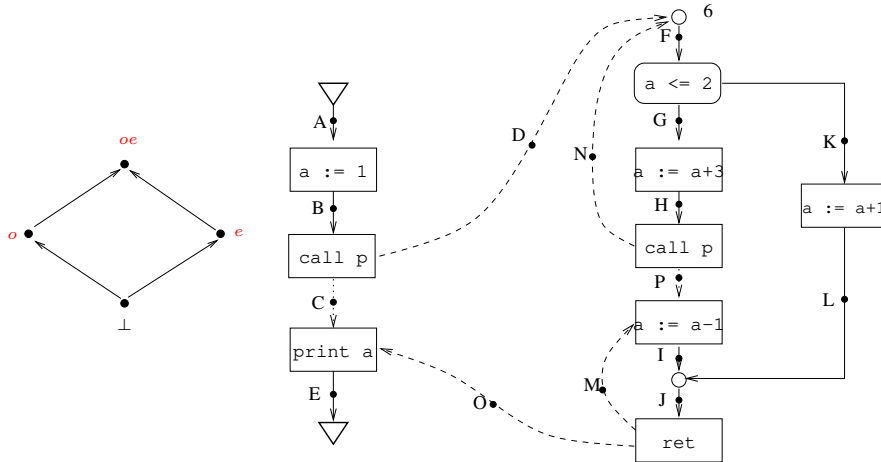 oe
o
e
⊥
A
a := 1
B
call p
C
print a
E
D
N
O
M
6
F
a <= 2
G
a := a+3
H
call p
P
a := a-1
I
J
ret
K
a := a+1
L